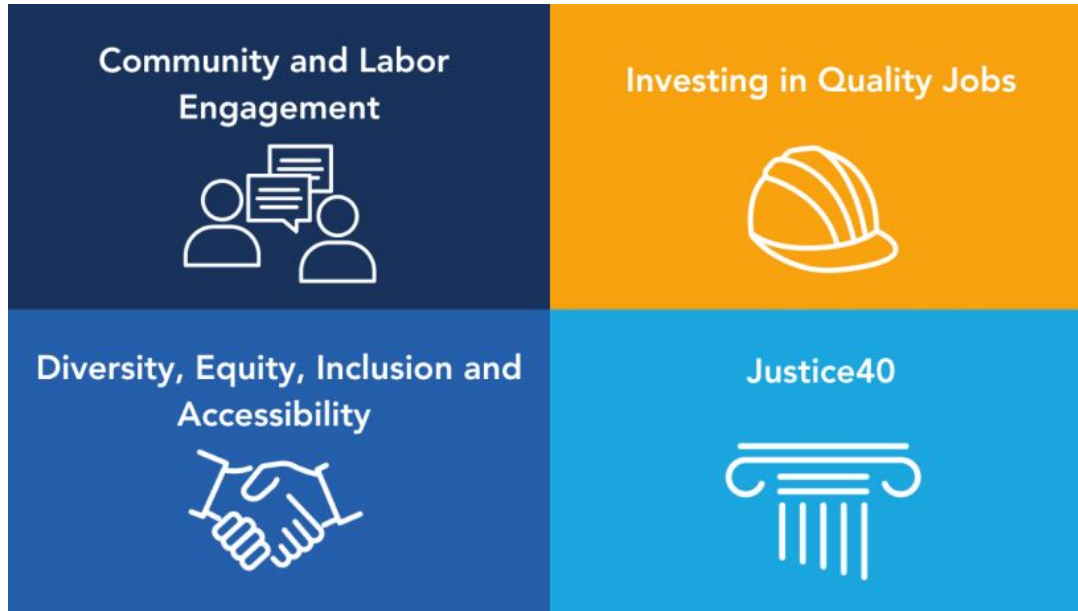 Community and Labor
Engagement
Investing in Quality Jobs
Diversity, Equity, Inclusion and
Accessibility
Justice40